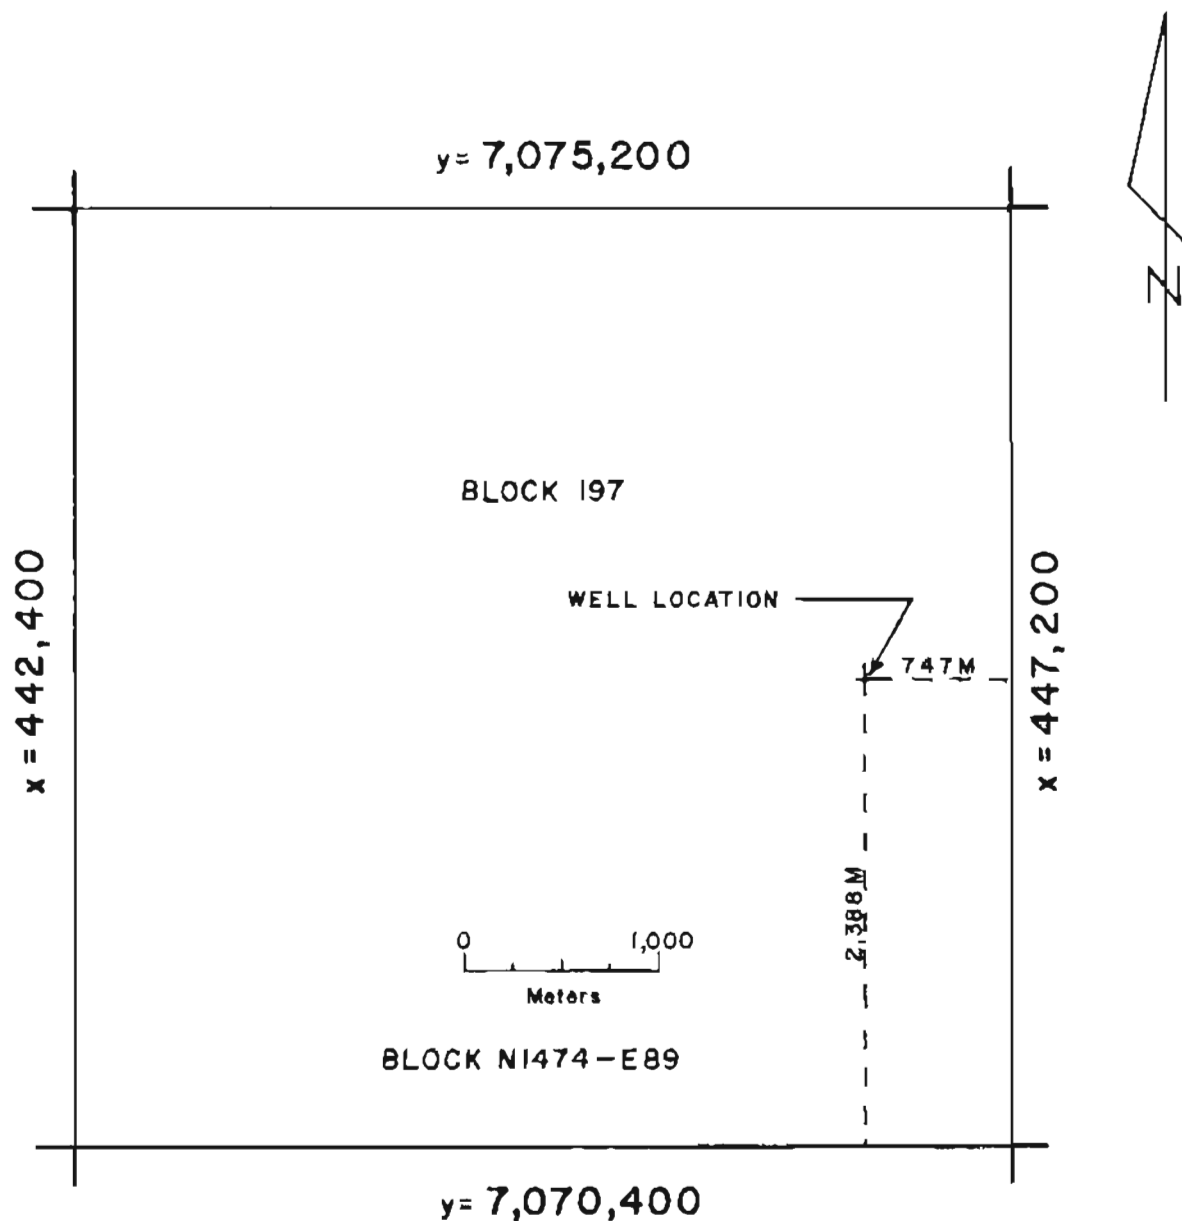 y= 7,075,200
N
BLOCK 197
x = 442,400
WELL LOCATION
x = 447,200
747M
2,388M
0 1,000
Meters
BLOCK N1474-E89
y= 7,070,400